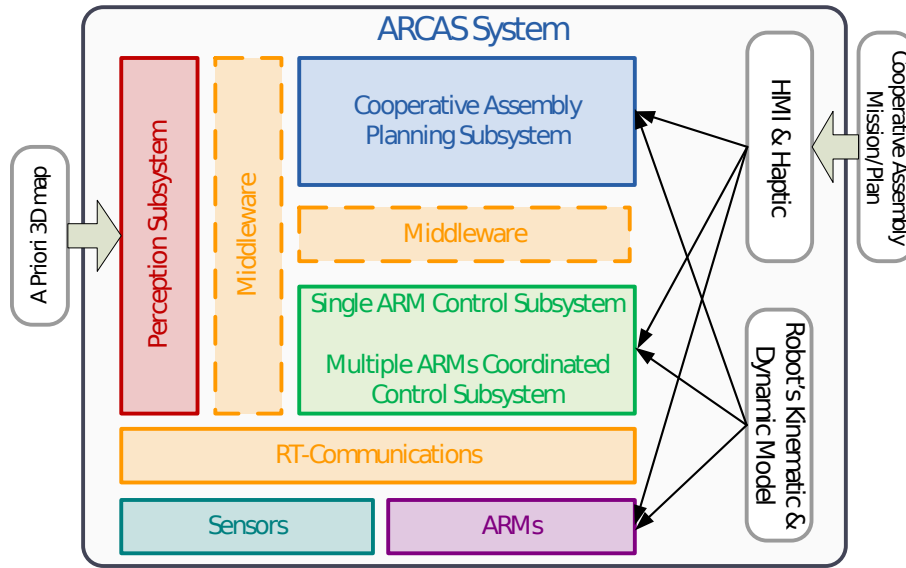 ARCAS System
A Priori 3D map
Perception Subsystem
Middleware
Cooperative Assembly
Planning Subsystem
Middleware
Single ARM Control Subsystem
Multiple ARMs Coordinated
Control Subsystem
RT-Communications
Sensors
ARMs
HMI & Haptic
Cooperative Assembly
Mission/Plan
Robot's Kinematic &
Dynamic Model